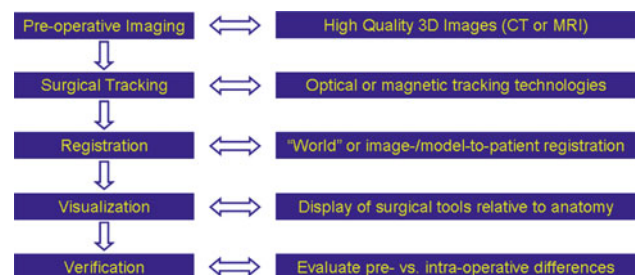 Pre-operative Imaging
High Quality 3D Images (CT or MRI)
Surgical Tracking
Optical or magnetic tracking technologies
Registration
“World” or image-/model-to-patient registration
Visualization
Display of surgical tools relative to anatomy
Verification
Evaluate pre- vs. intra-operative differences